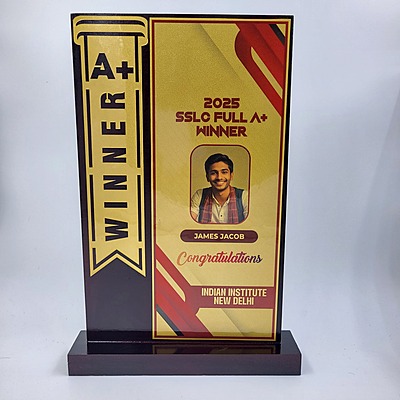 A+
WINNER
2025
SSLC FULL A+
WINNER
JAMES JACOB
Congratulations
INDIAN INSTITUTE
NEW DELHI